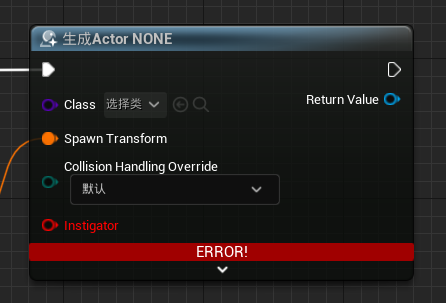 生成Actor NONE
Class 选择类
Return Value
Spawn Transform
Collision Handling Override
默认
Instigator
ERROR!